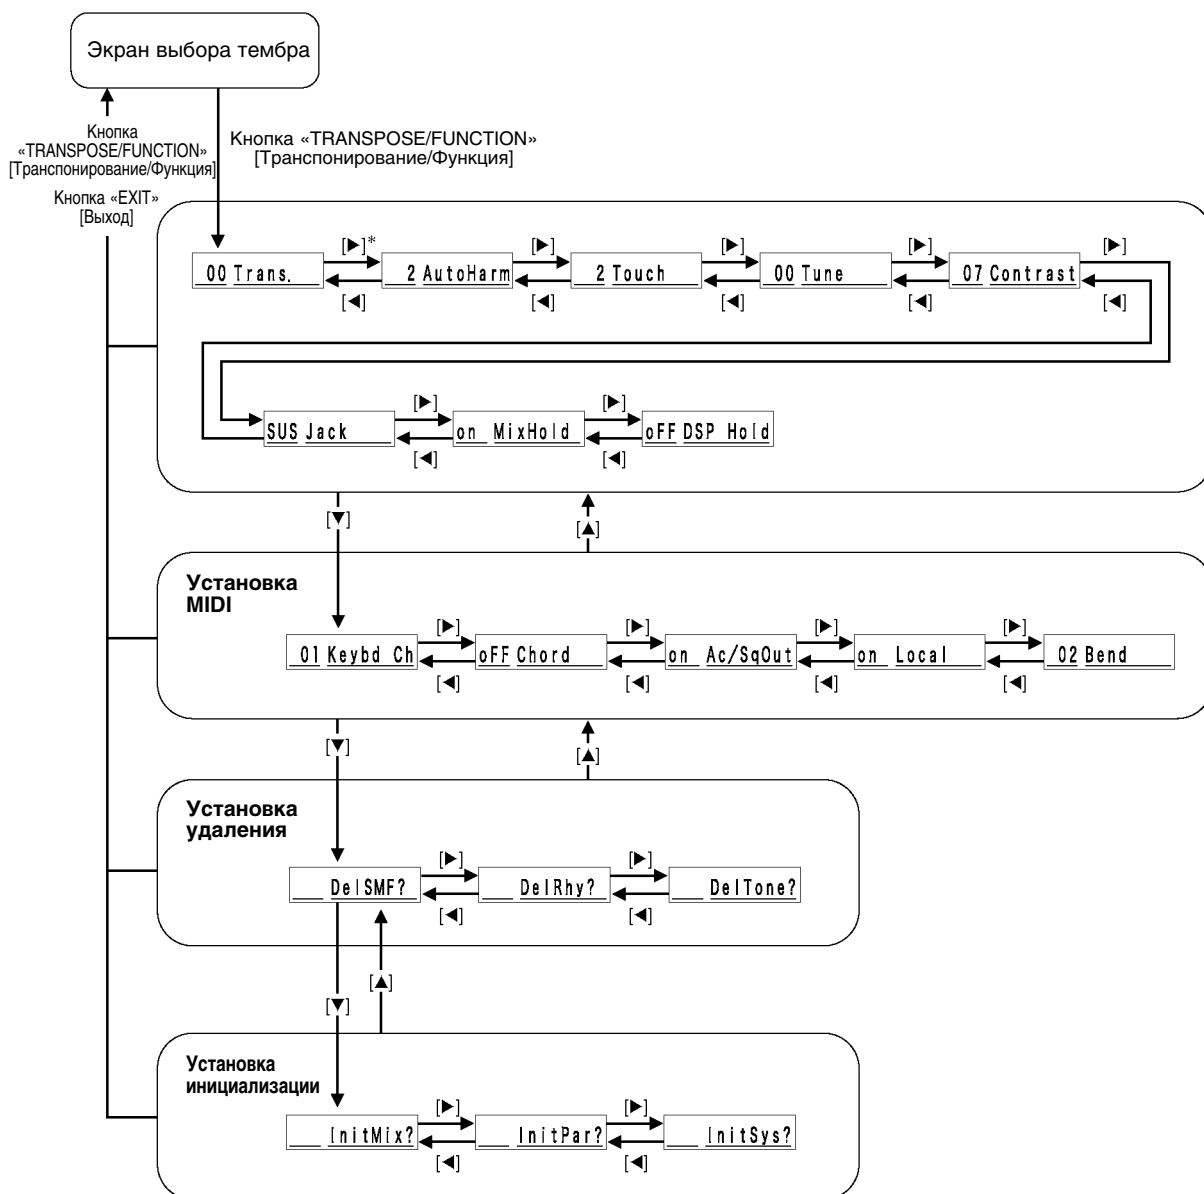 Экран выбора тембра
Кнопка
«TRANSPOSE/FUNCTION»
[Транспонирование/Функция]
Кнопка «TRANSPOSE/FUNCTION»
[Транспонирование/Функция]
Кнопка «EXIT»
[Выход]
[▶]* [▶] [▶] [▶] [▶]
00 Trans. 2 AutoHarm 2 Touch 00 Tune 07 Contrast
[◀] [◀] [◀] [◀] [◀]
[▶] [▶]
SUS Jack on MixHold oFF DSP Hold
[◀] [◀]
[▼] [▲]
Установка
MIDI
[▶] [▶] [▶] [▶]
01 Keybd Ch oFF Chord on Ac/SqOut on Local 02 Bend
[◀] [◀] [◀] [◀]
[▼] [▲]
Установка
удаления
[▶] [▶]
DelSMF? DelRhy? DelTone?
[◀] [◀]
[▼] [▲]
Установка
инициализации
[▶] [▶]
InitMix? InitPar? InitSys?
[◀] [◀]